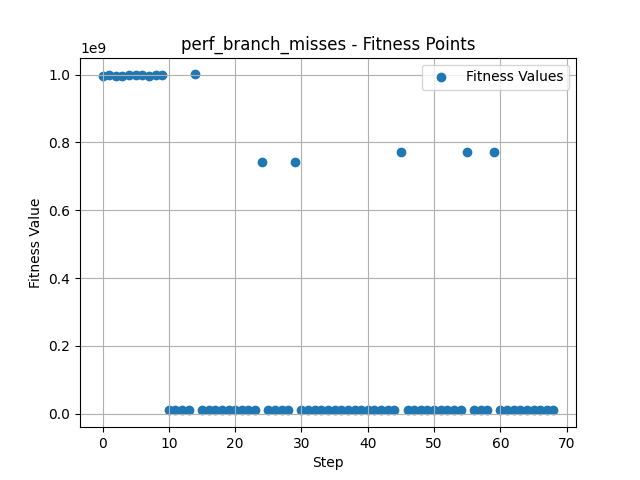 perf_branch_misses - Fitness Points
1e9
Fitness Values
1.0
0.8
0.6
0.4
0.2
0.0
Fitness Value
0 10 20 30 40 50 60 70
Step